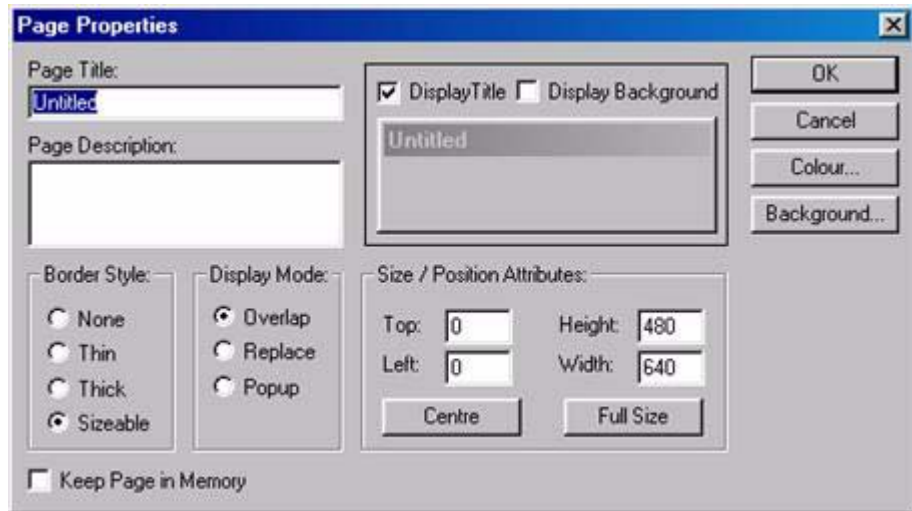 Page Properties
Page Title:
Untitled
Page Description:
DisplayTitle Display Background
Untitled
OK
Cancel
Colour...
Background...
Border Style:
None
Thin
Thick
Sizeable
Display Mode:
Overlap
Replace
Popup
Size / Position Attributes:
Top: 0 Height: 480
Left: 0 Width: 640
Centre Full Size
Keep Page in Memory